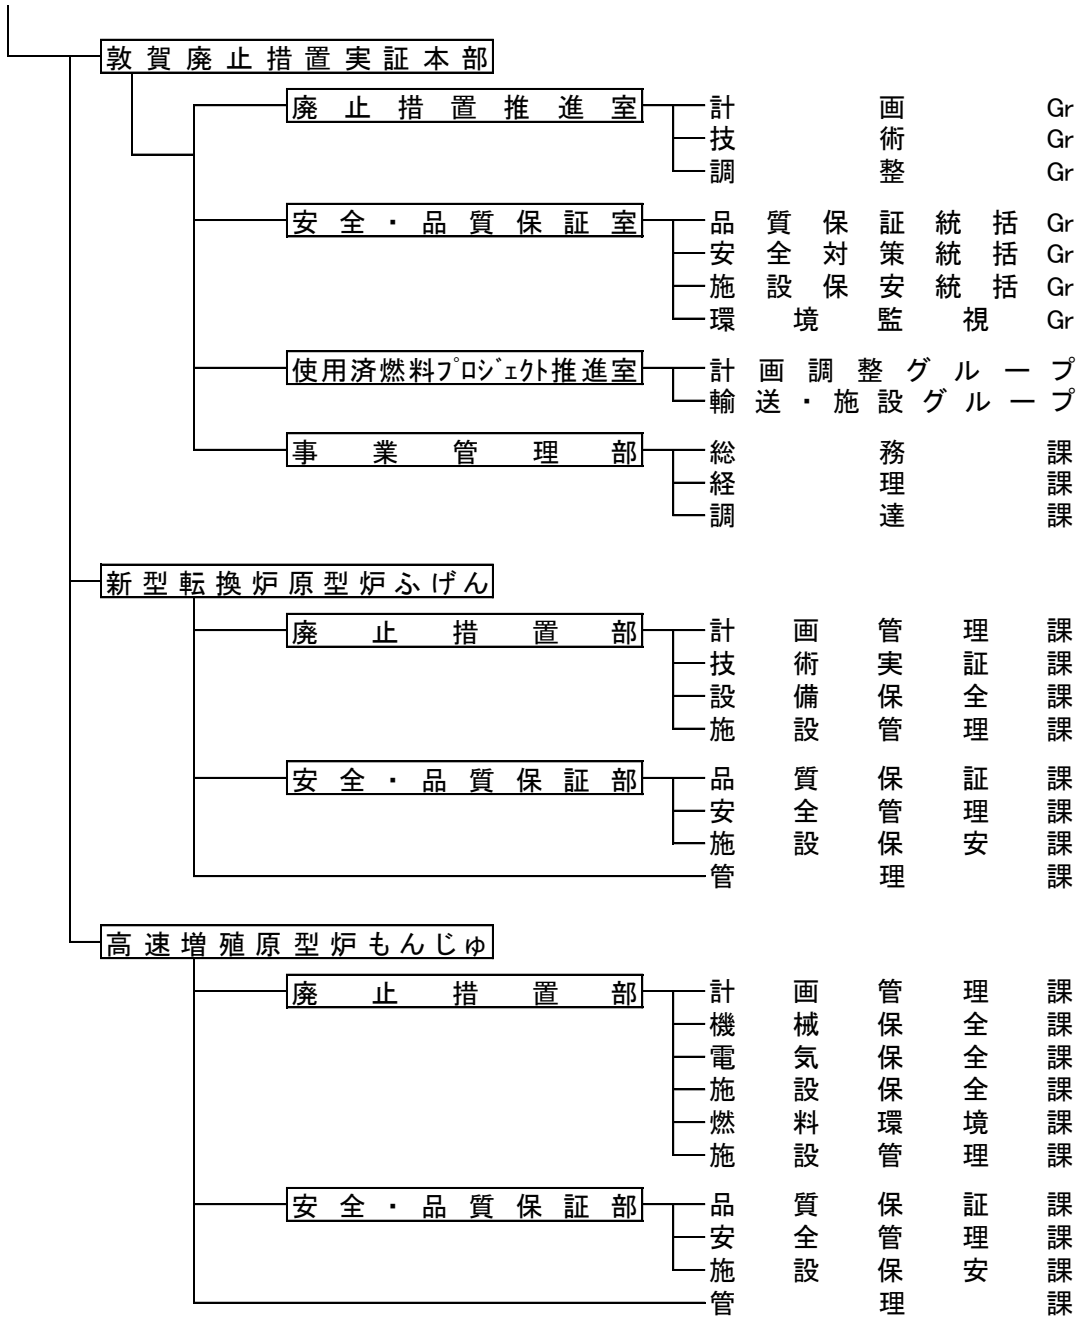 敦賀廃止措置実証本部
廃止措置推進室 計画Gr
技術Gr
調整Gr
安全・品質保証室 品質保証統括Gr
安全対策統括Gr
施設保安統括Gr
環境監視Gr
使用済燃料ﾌﾟﾛｼﾞｪｸﾄ推進室 計画調整グループ
輸送・施設グループ
事業管理部 総務課
経理課
調達課
新型転換炉原型炉ふげん
廃止措置部 計画管理課
技術実証課
設備保全課
施設管理課
安全・品質保証部 品質保証課
安全管理課
施設保安課
管理課
高速増殖原型炉もんじゅ
廃止措置部 計画管理課
機械保全課
電気保全課
施設保全課
燃料環境課
施設管理課
安全・品質保証部 品質保証課
安全管理課
施設保安課
管理課